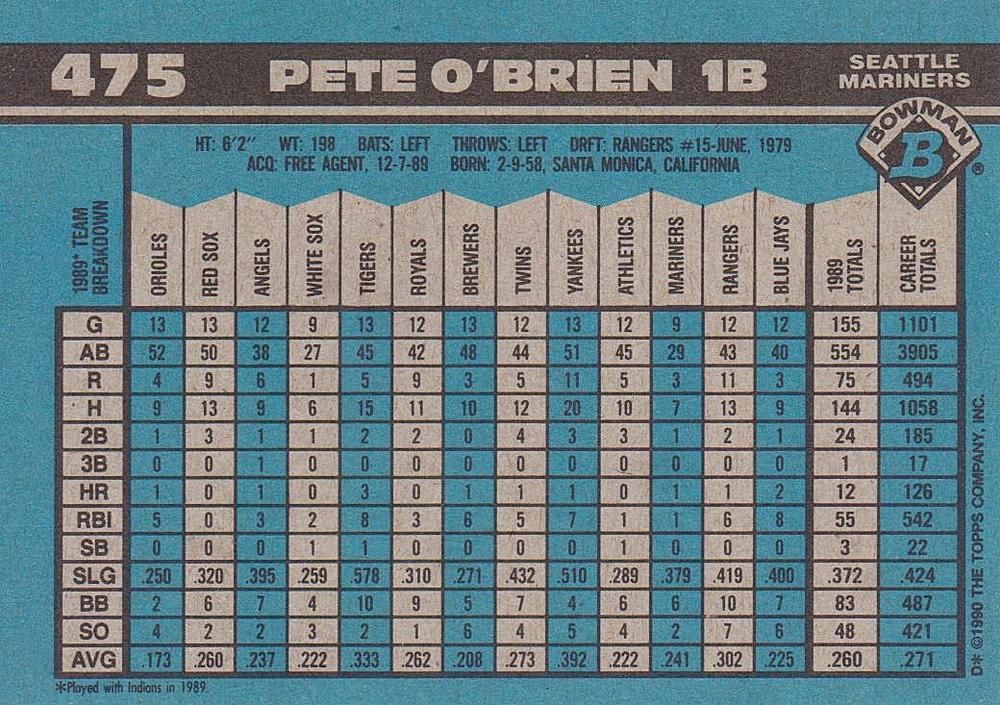 475 PETE O'BRIEN 1B SEATTLE MARINERS
BOWMAN B ®
HT: 6'2" WT: 198 BATS: LEFT THROWS: LEFT DRFT: RANGERS #15-JUNE, 1979
ACQ: FREE AGENT, 12-7-89 BORN: 2-9-58, SANTA MONICA, CALIFORNIA
1989* TEAM BREAKDOWN ORIOLES RED SOX ANGELS WHITE SOX TIGERS ROYALS BREWERS TWINS YANKEES ATHLETICS MARINERS RANGERS BLUE JAYS 1989 TOTALS CAREER TOTALS
G 13 13 12 9 13 12 13 12 13 12 9 12 12 155 1101
AB 52 50 38 27 45 42 48 44 51 45 29 43 40 554 3905
R 4 9 6 1 5 9 3 5 11 5 3 11 3 75 494
H 9 13 9 6 15 11 10 12 20 10 7 13 9 144 1058
2B 1 3 1 1 2 2 0 4 3 3 1 2 1 24 185
3B 0 0 1 0 0 0 0 0 0 0 0 0 0 1 17
HR 1 0 1 0 3 0 1 1 1 0 1 1 2 12 126
RBI 5 0 3 2 8 3 6 5 7 1 1 6 8 55 542
SB 0 0 0 1 1 0 0 0 0 1 0 0 0 3 22
SLG .250 .320 .395 .259 .578 .310 .271 .432 .510 .289 .379 .419 .400 .372 .424
BB 2 6 7 4 10 9 5 7 4 6 6 10 7 83 487
SO 4 2 2 3 2 1 6 4 5 4 2 7 6 48 421
AVG .173 .260 .237 .222 .333 .262 .208 .273 .392 .222 .241 .302 .225 .260 .271
*Played with Indians in 1989.
D* ©1990 THE TOPPS COMPANY, INC.